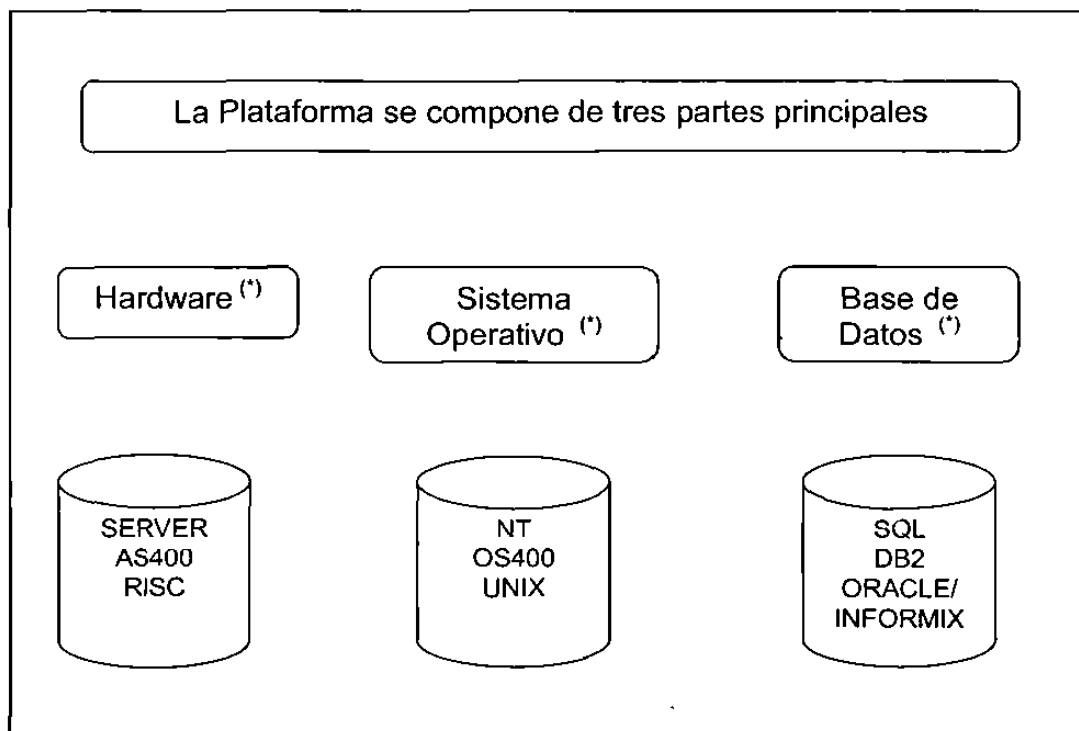 La Plataforma se compone de tres partes principales
Hardware (*)
Sistema
Operativo (*)
Base de
Datos (*)
SERVER
AS400
RISC
NT
OS400
UNIX
SQL
DB2
ORACLE/
INFORMIX